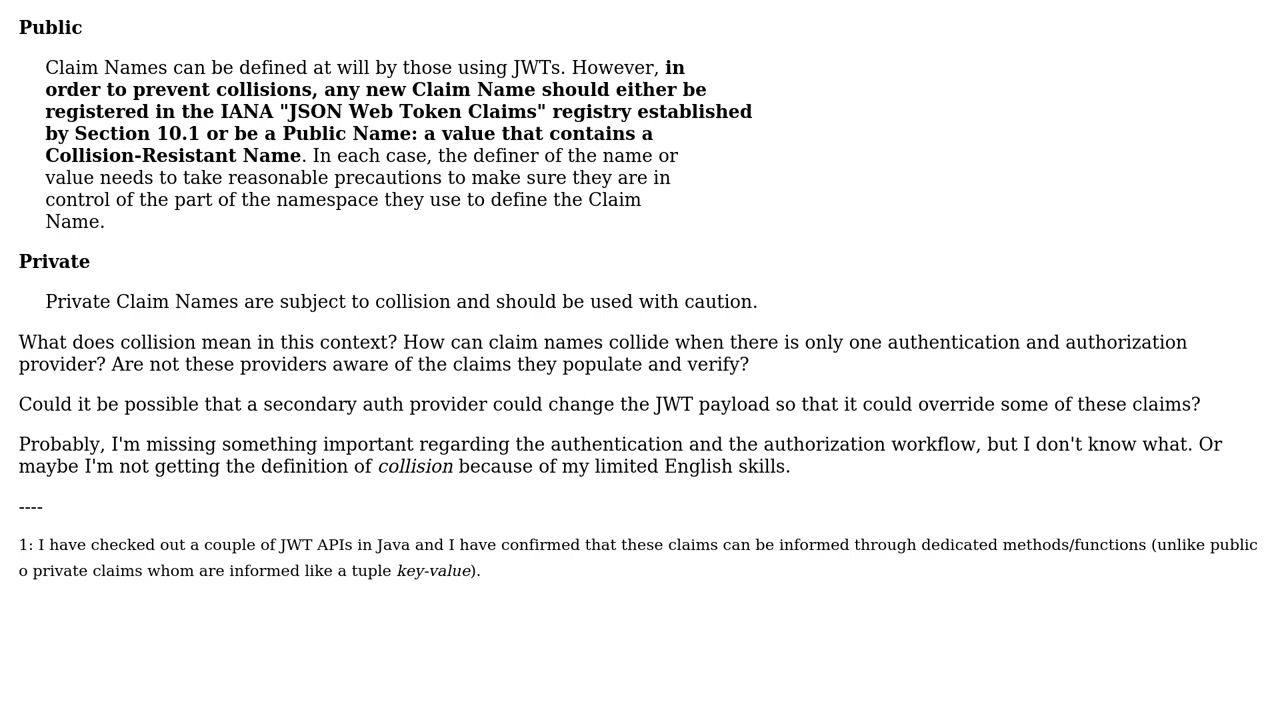 Public
Claim Names can be defined at will by those using JWTs. However, in
order to prevent collisions, any new Claim Name should either be
registered in the IANA "JSON Web Token Claims" registry established
by Section 10.1 or be a Public Name: a value that contains a
Collision-Resistant Name. In each case, the definer of the name or
value needs to take reasonable precautions to make sure they are in
control of the part of the namespace they use to define the Claim
Name.
Private
Private Claim Names are subject to collision and should be used with caution.
What does collision mean in this context? How can claim names collide when there is only one authentication and authorization
provider? Are not these providers aware of the claims they populate and verify?
Could it be possible that a secondary auth provider could change the JWT payload so that it could override some of these claims?
Probably, I'm missing something important regarding the authentication and the authorization workflow, but I don't know what. Or
maybe I'm not getting the definition of collision because of my limited English skills.
----
1: I have checked out a couple of JWT APIs in Java and I have confirmed that these claims can be informed through dedicated methods/functions (unlike public
o private claims whom are informed like a tuple key-value).